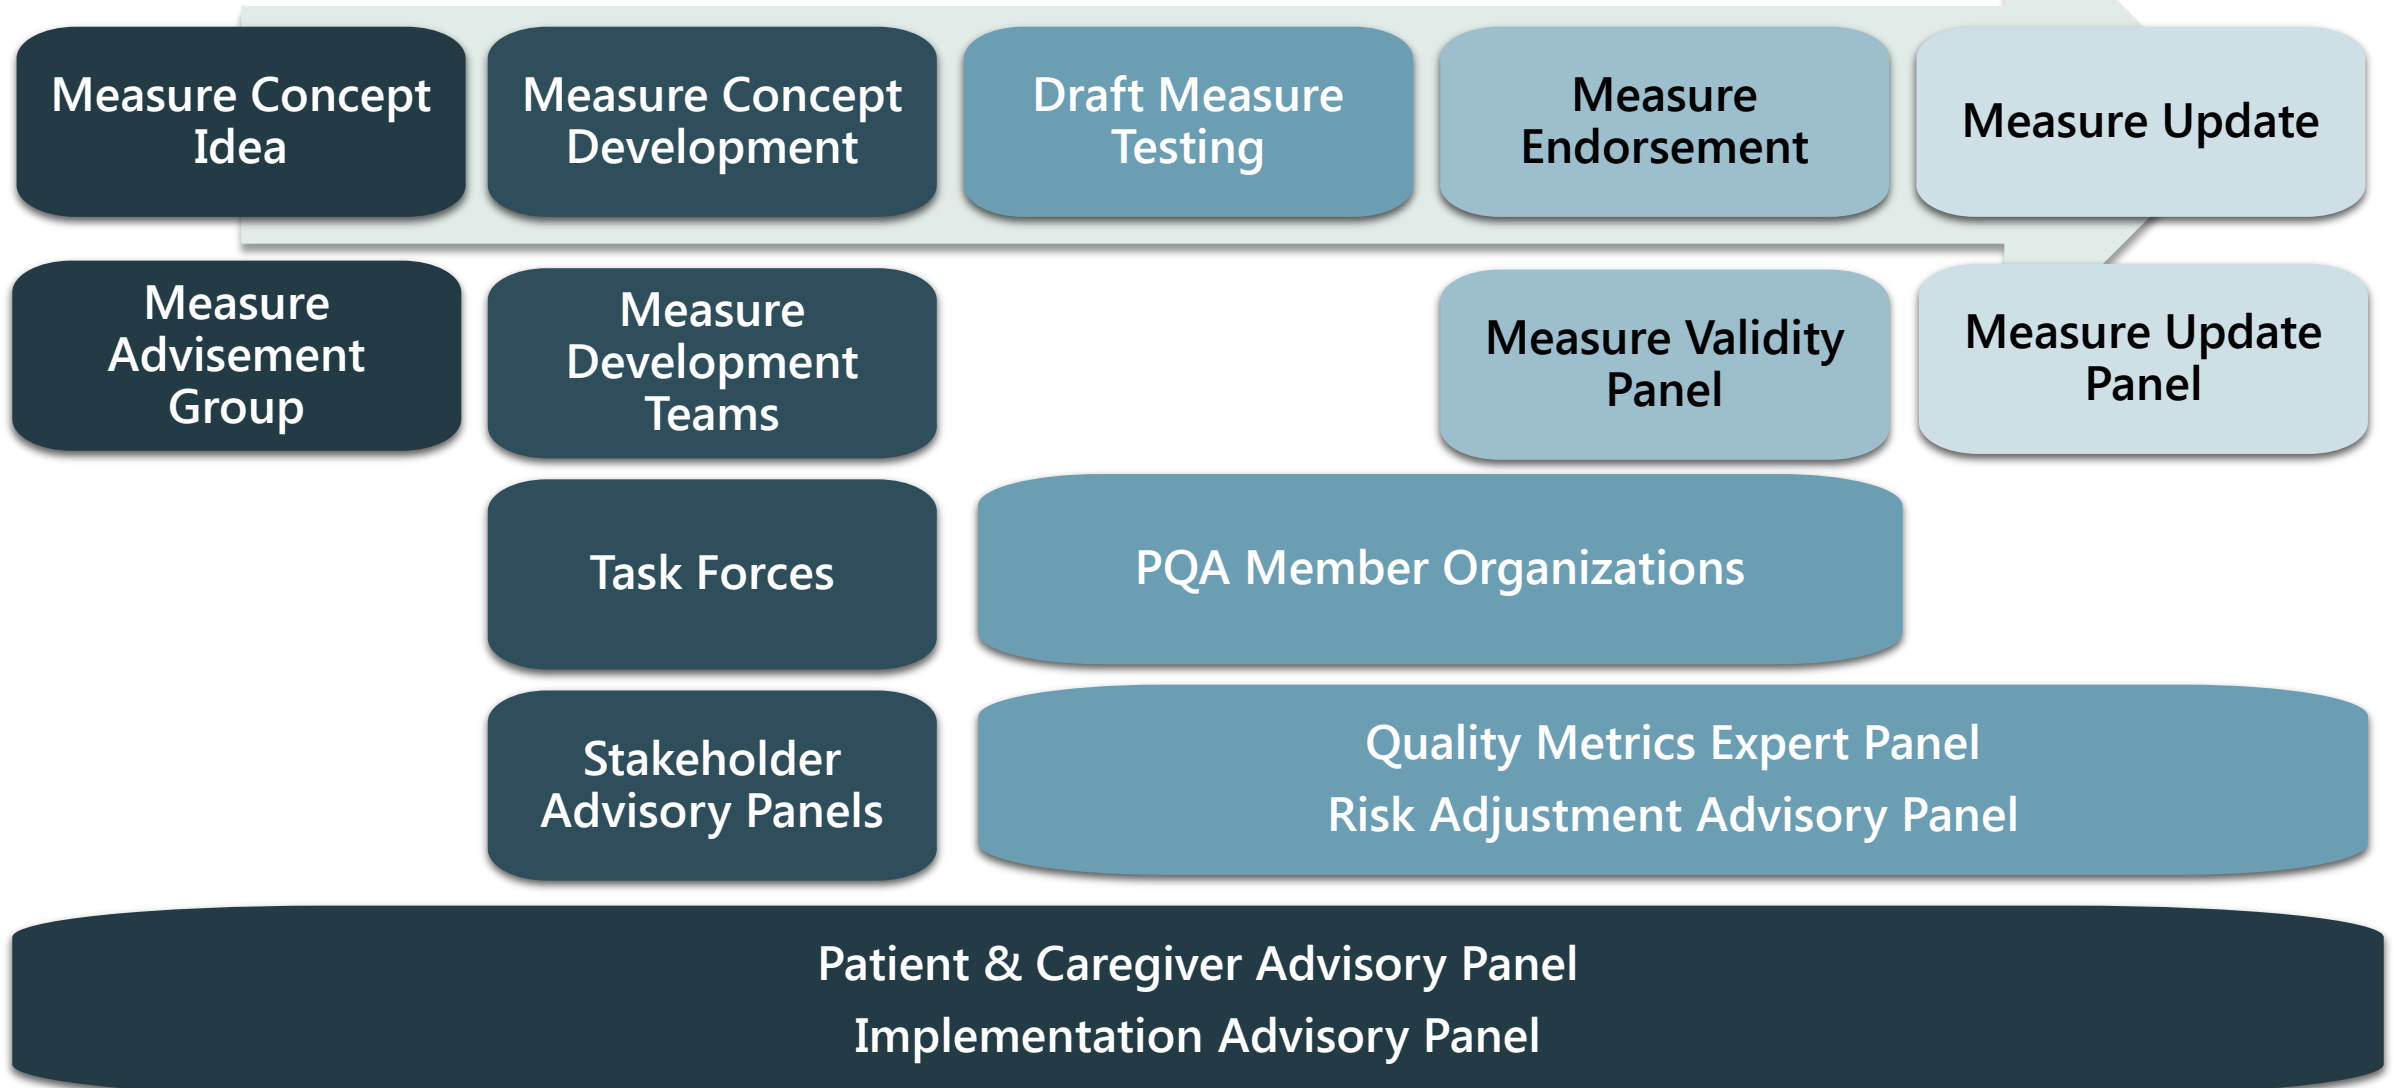 Measure Concept
Idea
Measure Concept
Development
Draft Measure
Testing
Measure
Endorsement
Measure Update
Measure
Advisement
Group
Measure
Development
Teams
Measure Validity
Panel
Measure Update
Panel
Task Forces
PQA Member Organizations
Stakeholder
Advisory Panels
Quality Metrics Expert Panel
Risk Adjustment Advisory Panel
Patient & Caregiver Advisory Panel
Implementation Advisory Panel